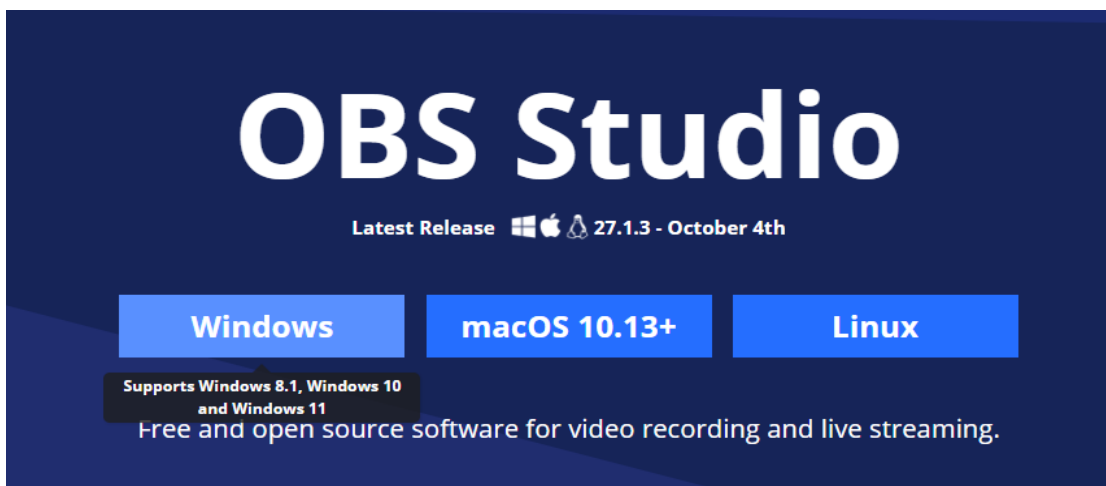 OBS Studio
Latest Release 27.1.3 - October 4th
Windows
macOS 10.13+
Linux
Supports Windows 8.1, Windows 10
and Windows 11
Free and open source software for video recording and live streaming.